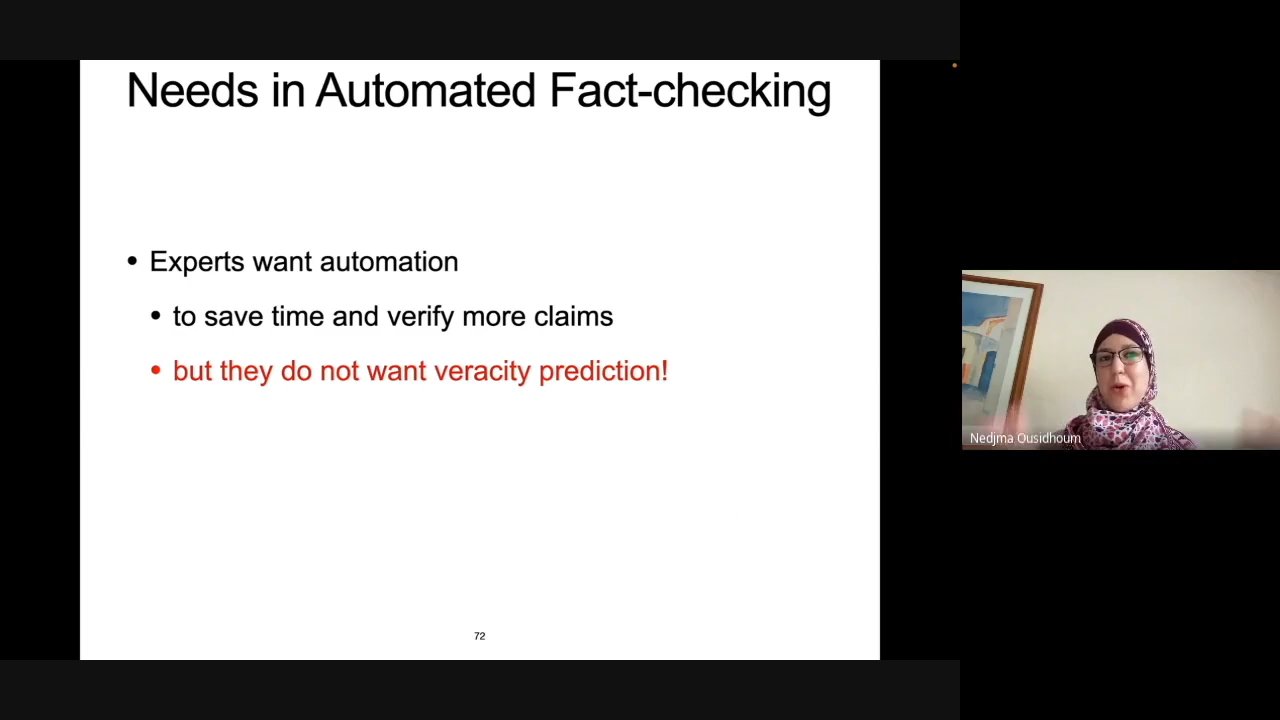 Needs in Automated Fact-checking
• Experts want automation
• to save time and verify more claims
• but they do not want veracity prediction!
72
Nedjma Ousidhoum